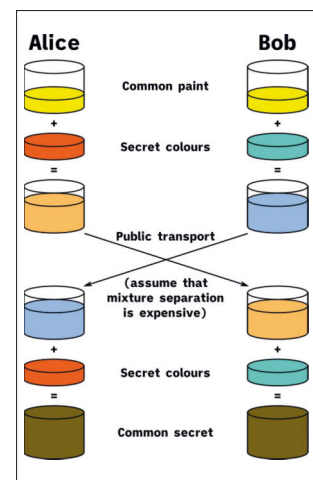 Alice Bob
Common paint
+ +
Secret colours
= =
Public transport
(assume that
mixture separation
is expensive)
+ +
Secret colours
= =
Common secret